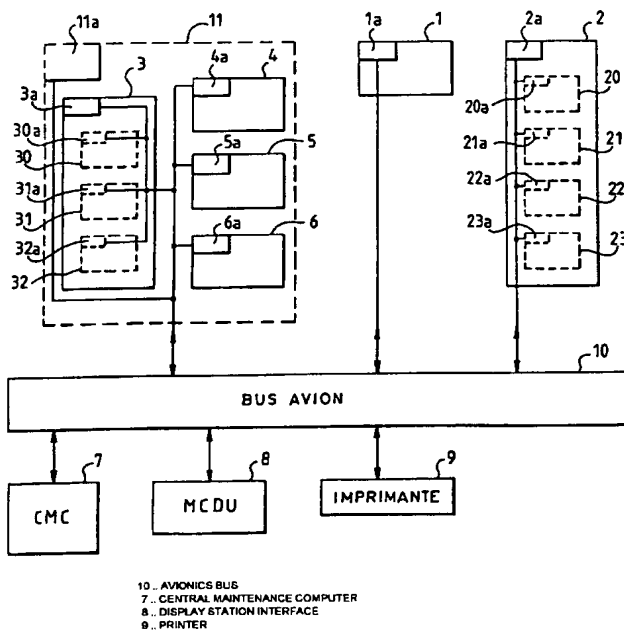 11a
11
1a
1
2a
2
3
4a
4
3a
20
20a
30a
30
5a
5
21a
21
31a
31
22a
22
6a
6
32a
32
23a
23
10
BUS AVION
7
8
9
CMC
MCDU
IMPRIMANTE
10 .. AVIONICS BUS
7 .. CENTRAL MAINTENANCE COMPUTER
8 .. DISPLAY STATION INTERFACE
9 .. PRINTER